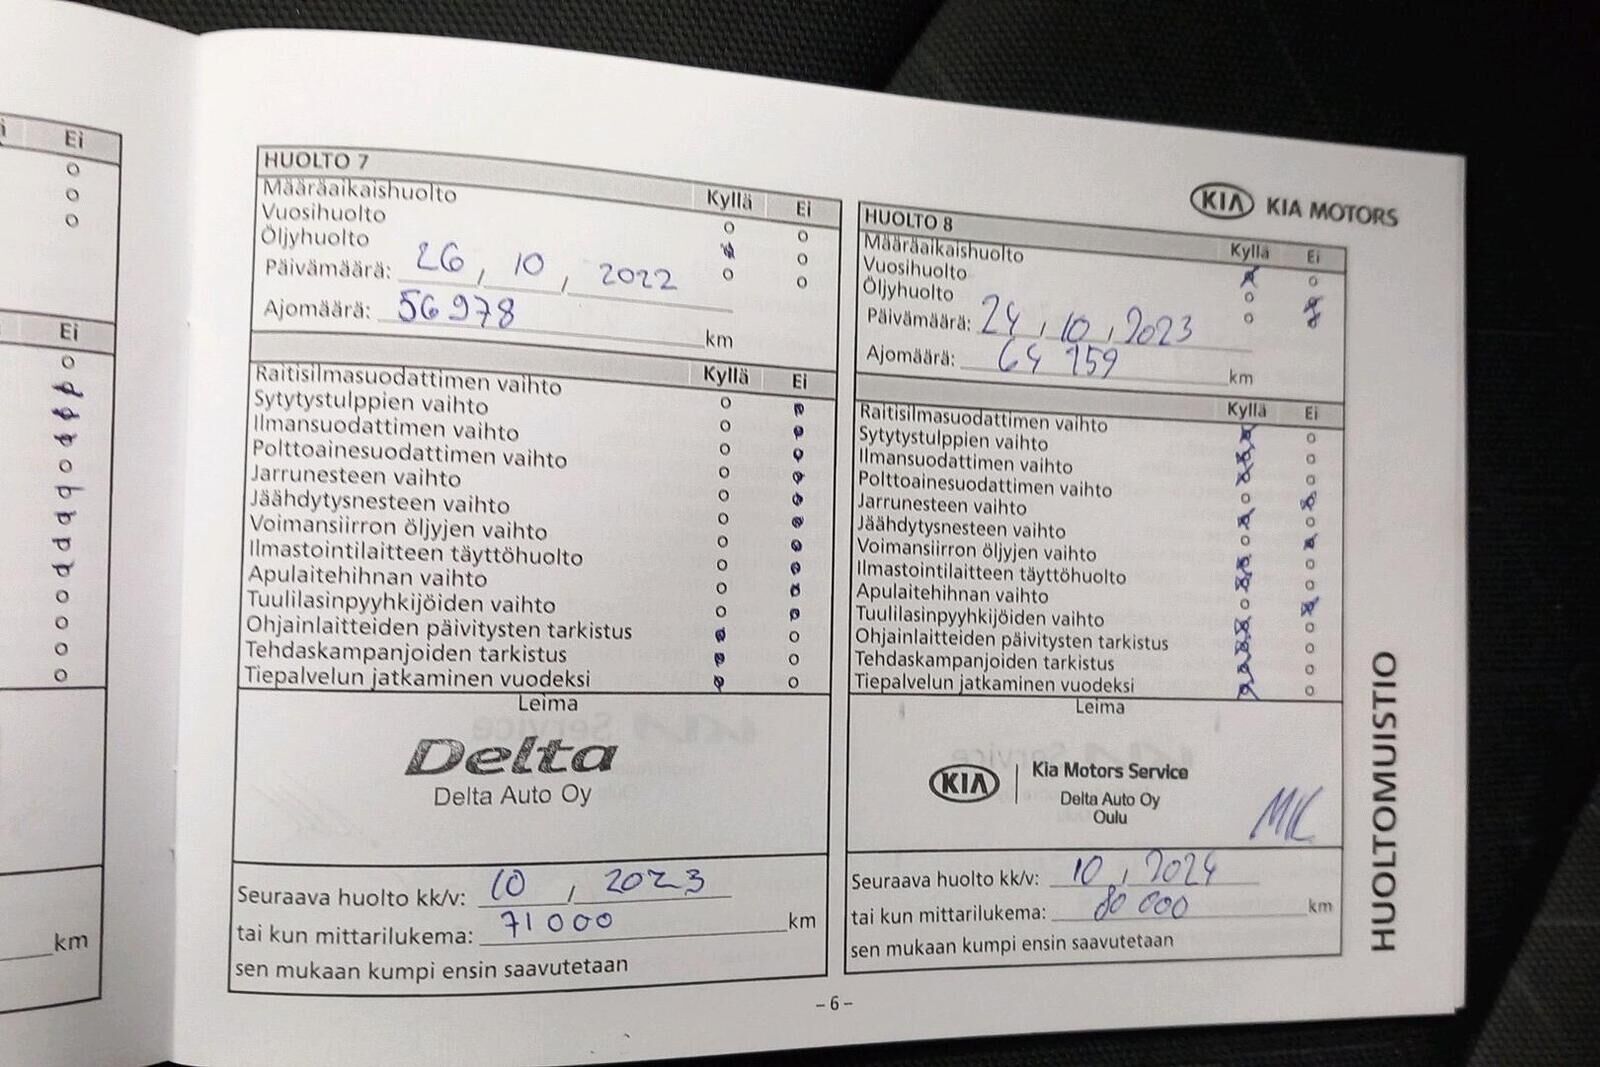 Ei
Ei
km
HUOLTO 7
Kyllä Ei
Määräaikaishuolto
Vuosihuolto
Öljyhuolto
Päivämäärä: 26, 10, 2022
Ajomäärä: 56978 km
Kyllä Ei
Raitisilmasuodattimen vaihto
Sytytystulppien vaihto
Ilmansuodattimen vaihto
Polttoainesuodattimen vaihto
Jarrunesteen vaihto
Jäähdytysnesteen vaihto
Voimansiirron öljyjen vaihto
Ilmastointilaitteen täyttöhuolto
Apulaitehihnan vaihto
Tuulilasinpyyhkijöiden vaihto
Ohjainlaitteiden päivitysten tarkistus
Tehdaskampanjoiden tarkistus
Tiepalvelun jatkaminen vuodeksi
Leima
Delta
Delta Auto Oy
Seuraava huolto kk/v: 10, 2023
tai kun mittarilukema: 71000 km
sen mukaan kumpi ensin saavutetaan
KIA KIA MOTORS
HUOLTO 8
Kyllä Ei
Määräaikaishuolto
Vuosihuolto
Öljyhuolto
Päivämäärä: 24, 10, 2023
Ajomäärä: 64 159 km
Kyllä Ei
Raitisilmasuodattimen vaihto
Sytytystulppien vaihto
Ilmansuodattimen vaihto
Polttoainesuodattimen vaihto
Jarrunesteen vaihto
Jäähdytysnesteen vaihto
Voimansiirron öljyjen vaihto
Ilmastointilaitteen täyttöhuolto
Apulaitehihnan vaihto
Tuulilasinpyyhkijöiden vaihto
Ohjainlaitteiden päivitysten tarkistus
Tehdaskampanjoiden tarkistus
Tiepalvelun jatkaminen vuodeksi
Leima
KIA Kia Motors Service
Delta Auto Oy
Oulu
MK
Seuraava huolto kk/v: 10, 2024
tai kun mittarilukema: 80 000 km
sen mukaan kumpi ensin saavutetaan
HUOLTOMUISTIO
– 6 –